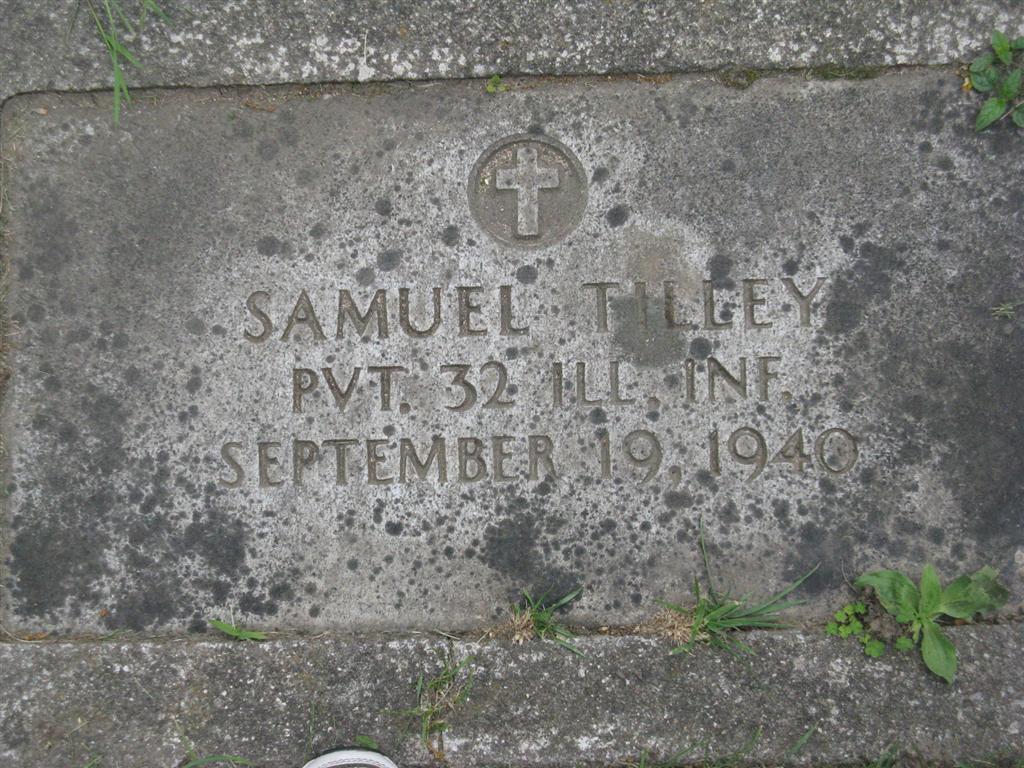 SAMUEL TILLEY
PVT. 32 ILL. INF.
SEPTEMBER 19, 1940